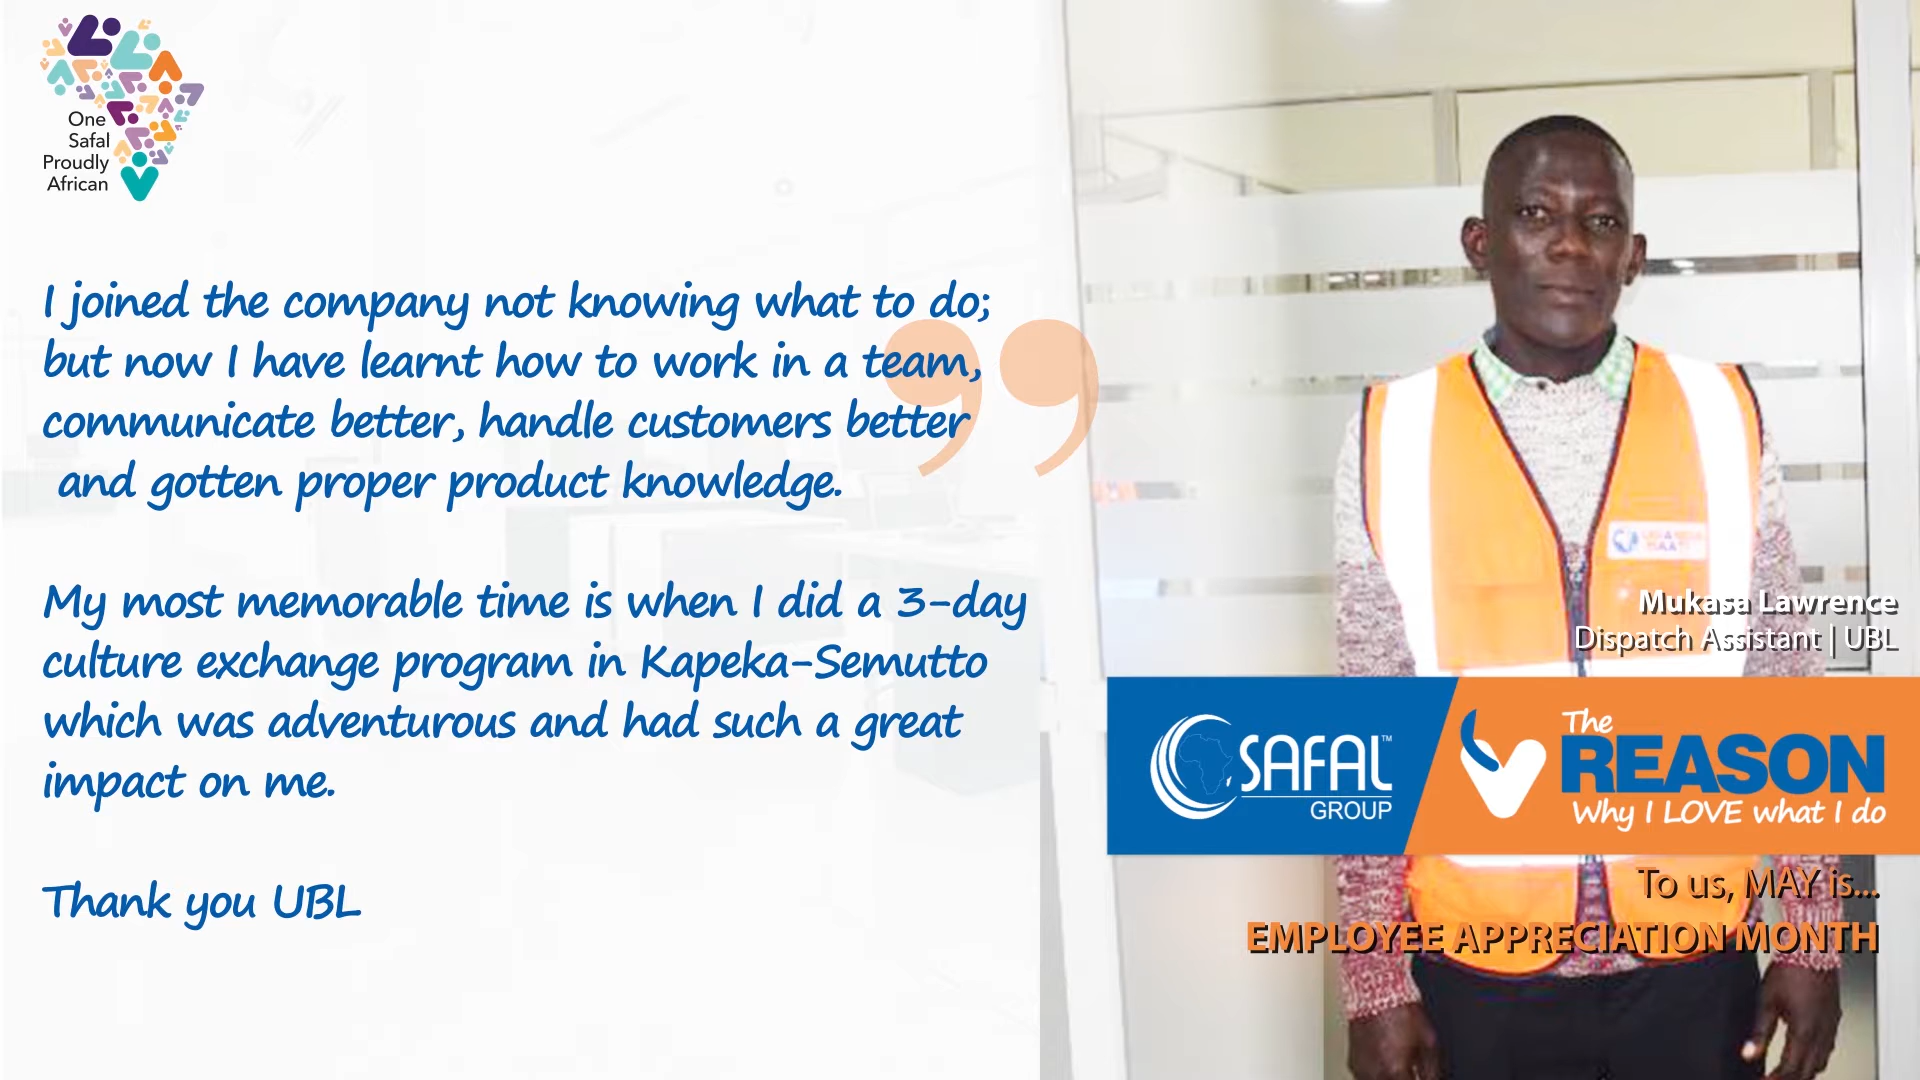 One
Safal
Proudly
African
I joined the company not knowing what to do;
but now I have learnt how to work in a team,
communicate better, handle customers better
and gotten proper product knowledge.
My most memorable time is when I did a 3-day
culture exchange program in Kapeka-Semutto
which was adventurous and had such a great
impact on me.
Thank you UBL
Mukasa Lawrence
Dispatch Assistant | UBL
SAFAL™
GROUP
The
REASON
Why I LOVE what I do
To us, MAY is...
EMPLOYEE APPRECIATION MONTH